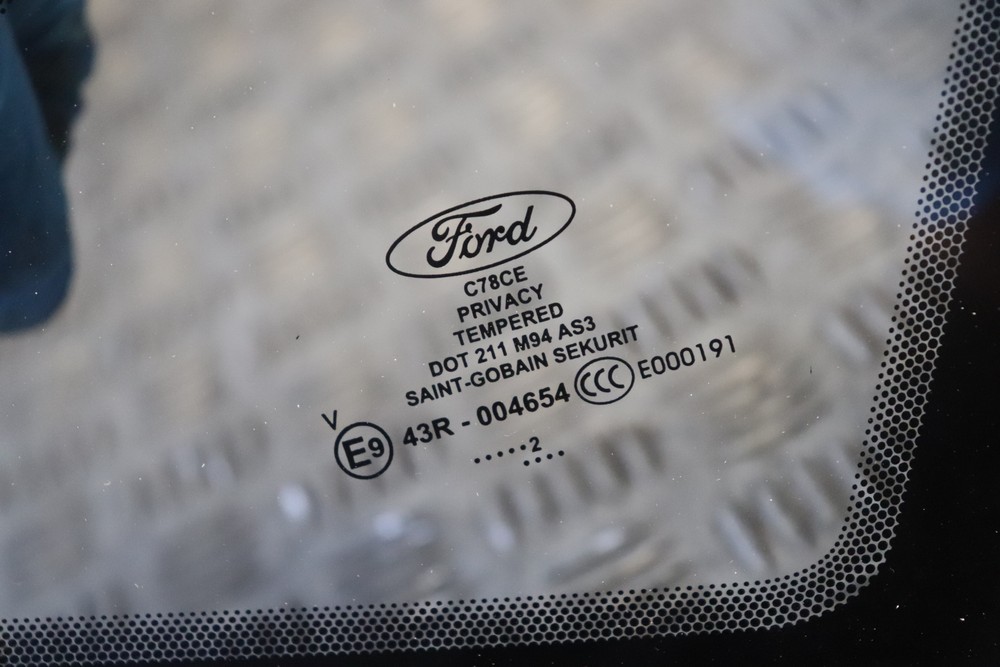 Ford
C78CE
PRIVACY
TEMPERED
DOT 211 M94 AS3
SAINT-GOBAIN SEKURIT
V
E9 43R - 004654 CCC E000191
.....2
....